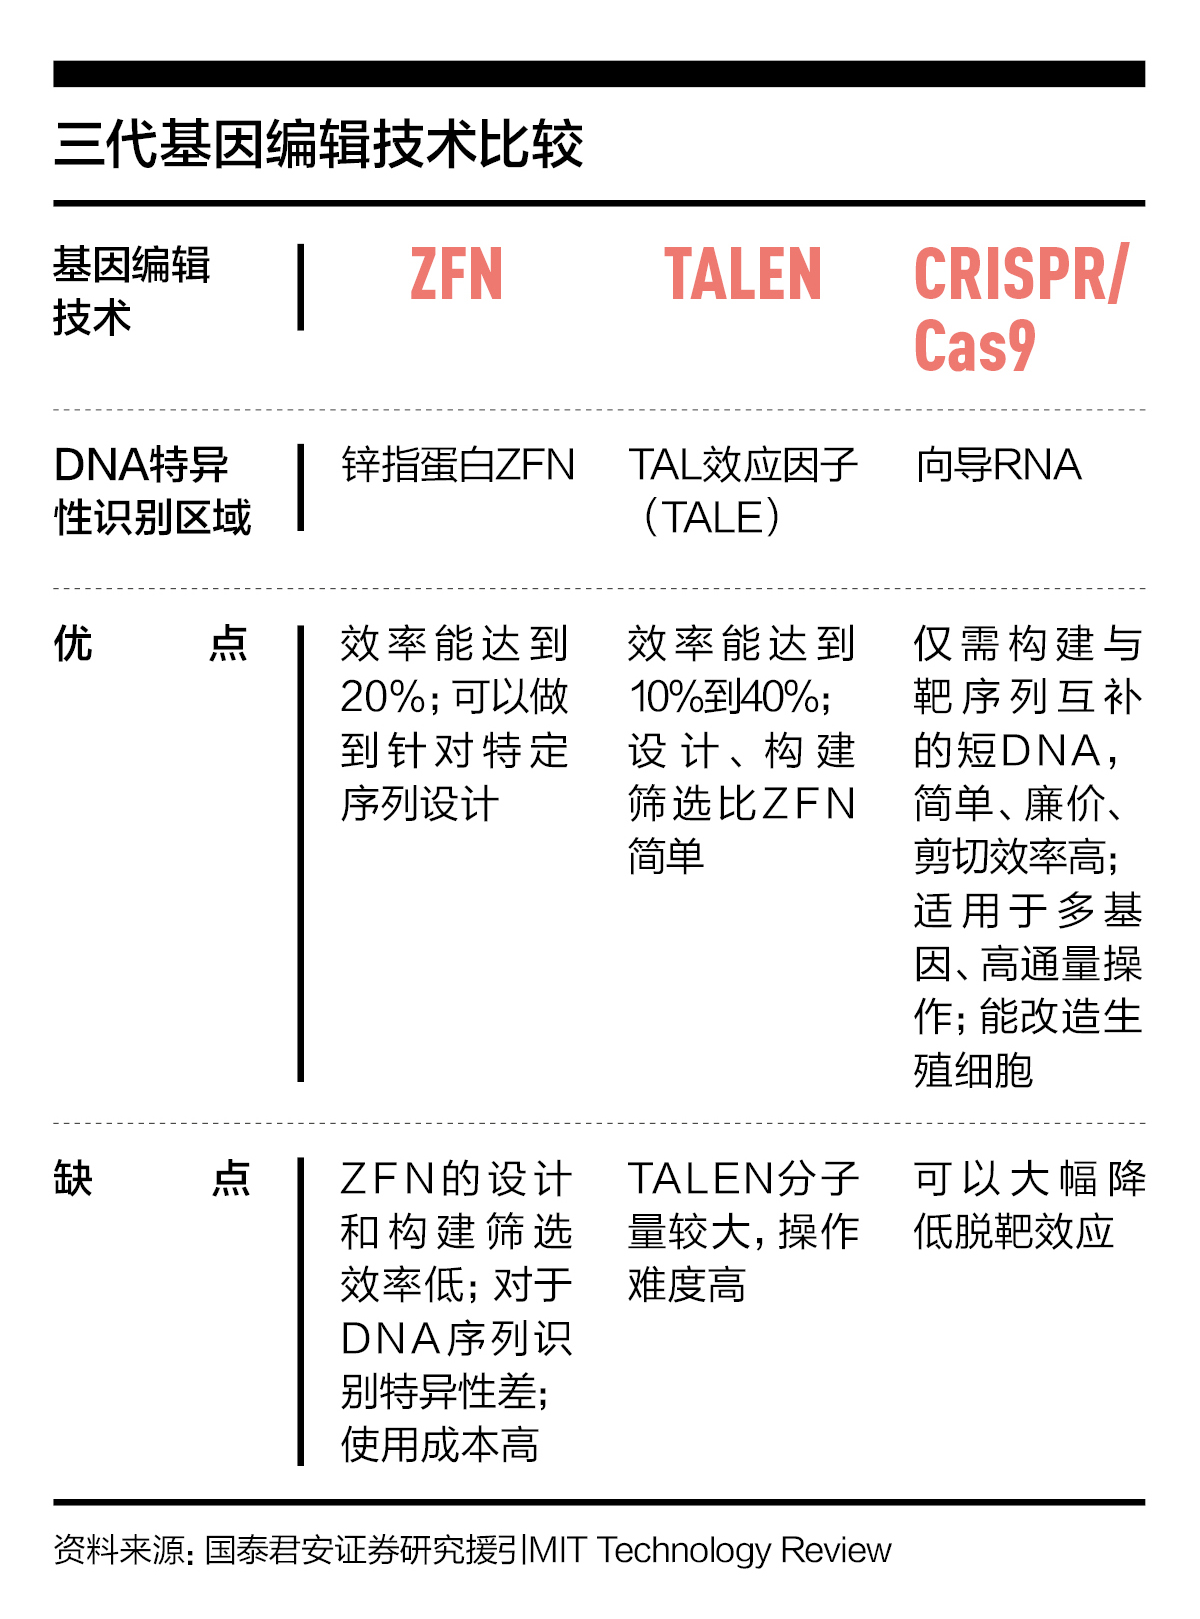 三代基因编辑技术比较
基因编辑
技术
ZFN
TALEN
CRISPR/
Cas9
DNA特异
性识别区域
锌指蛋白ZFN
TAL效应因子
（TALE）
向导RNA
优点
效率能达到
20%；可以做
到针对特定
序列设计
效率能达到
10%到40%；
设计、构建
筛选比ZFN
简单
仅需构建与
靶序列互补
的短DNA，
简单、廉价、
剪切效率高；
适用于多基
因、高通量操
作；能改造生
殖细胞
缺点
ZFN的设计
和构建筛选
效率低；对于
DNA序列识
别特异性差；
使用成本高
TALEN分子
量较大，操作
难度高
可以大幅降
低脱靶效应
资料来源：国泰君安证券研究援引MIT Technology Review